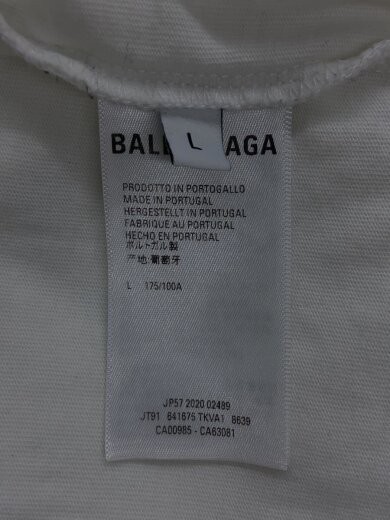 L
BAL AGA
PRODOTTO IN PORTOGALLO
MADE IN PORTUGAL
HERGESTELLT IN PORTUGAL
FABRIQUE AU PORTUGAL
HECHO EN PORTUGAL
ポルトガル製
产地:葡萄牙
L 175/100A
JP57 2020 02489
JT91 641675 TKVA1 8639
CA00985 - CA63081